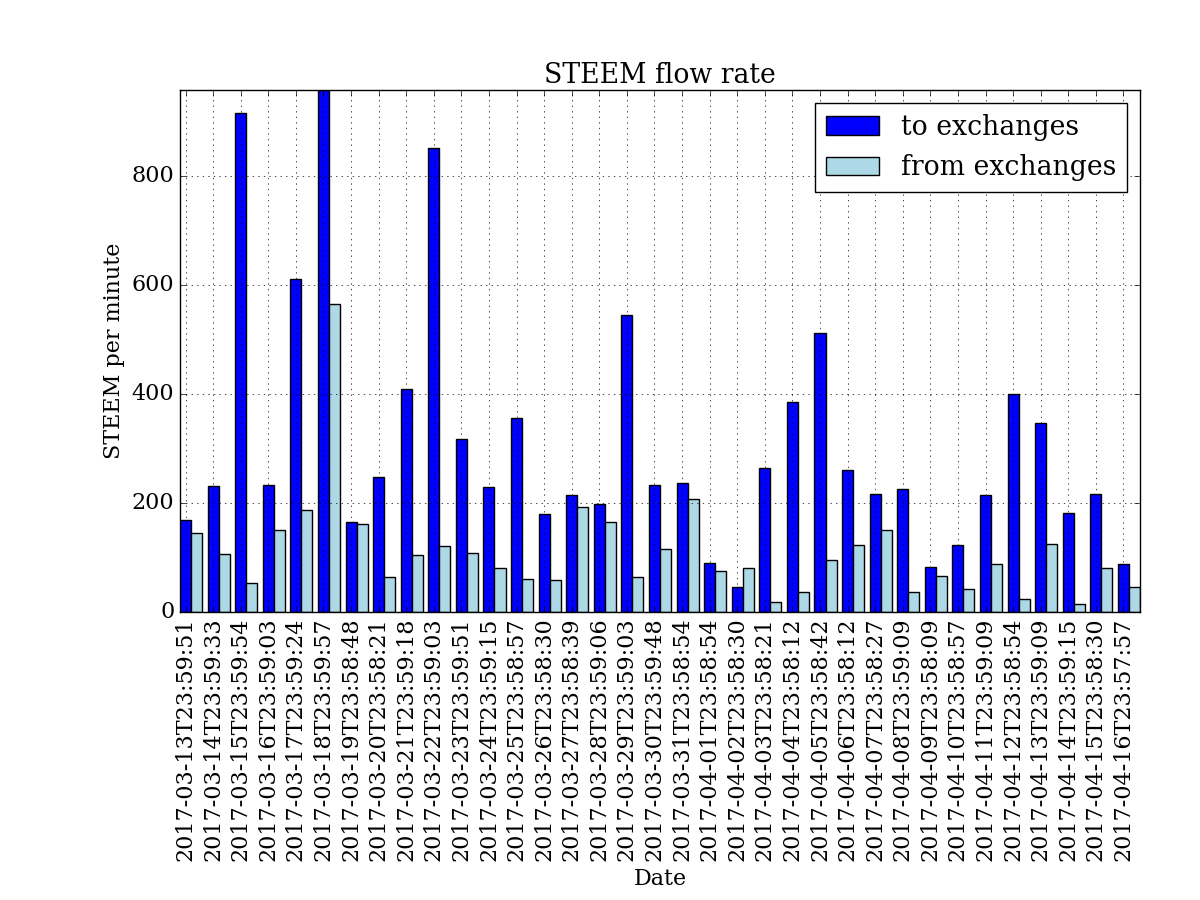 STEEM flow rate
to exchanges
from exchanges
STEEM per minute
800
600
400
200
0
2017-03-13T23:59:51
2017-03-14T23:59:33
2017-03-15T23:59:54
2017-03-16T23:59:03
2017-03-17T23:59:24
2017-03-18T23:59:57
2017-03-19T23:58:48
2017-03-20T23:58:21
2017-03-21T23:59:18
2017-03-22T23:59:03
2017-03-23T23:59:51
2017-03-24T23:59:15
2017-03-25T23:58:57
2017-03-26T23:58:30
2017-03-27T23:58:39
2017-03-28T23:59:06
2017-03-29T23:59:03
2017-03-30T23:59:48
2017-03-31T23:58:54
2017-04-01T23:58:54
2017-04-02T23:58:30
2017-04-03T23:58:21
2017-04-04T23:58:12
2017-04-05T23:58:42
2017-04-06T23:58:12
2017-04-07T23:58:27
2017-04-08T23:59:09
2017-04-09T23:58:09
2017-04-10T23:58:57
2017-04-11T23:59:09
2017-04-12T23:58:54
2017-04-13T23:59:09
2017-04-14T23:59:15
2017-04-15T23:58:30
2017-04-16T23:57:57
Date